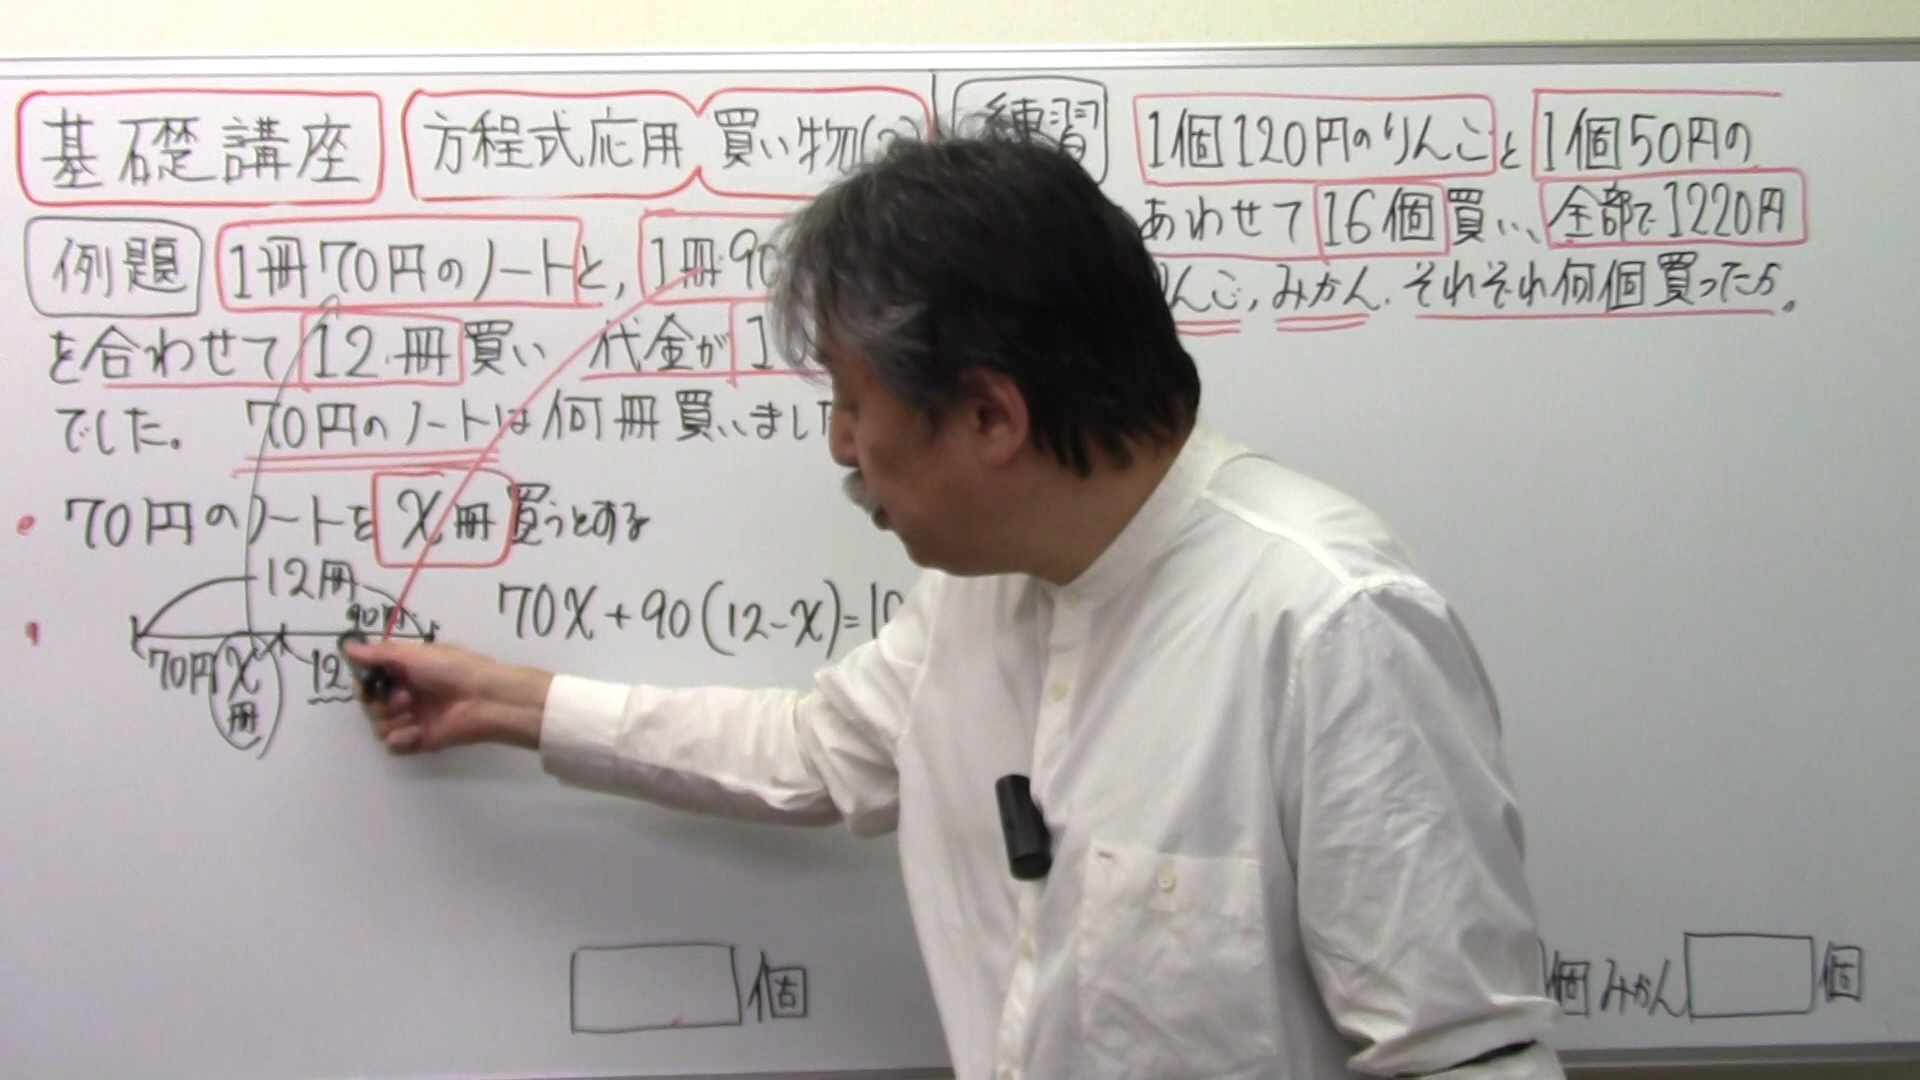 基礎講座
方程式応用 買い物(
例題 1冊70円のノートと, 1冊90
を合わせて12冊買い 代金が1
でした。 70円のノートは何冊買いました
・70円のノートを x冊 買うとする
12冊
90円
・
70円 x冊 12
70x+90(12-x)=10
個
練習 1個120円のりんごと 1個50円の
あわせて16個買い、全部で1220円
りんご,みかん.それぞれ何個買ったか。
個 みかん 個